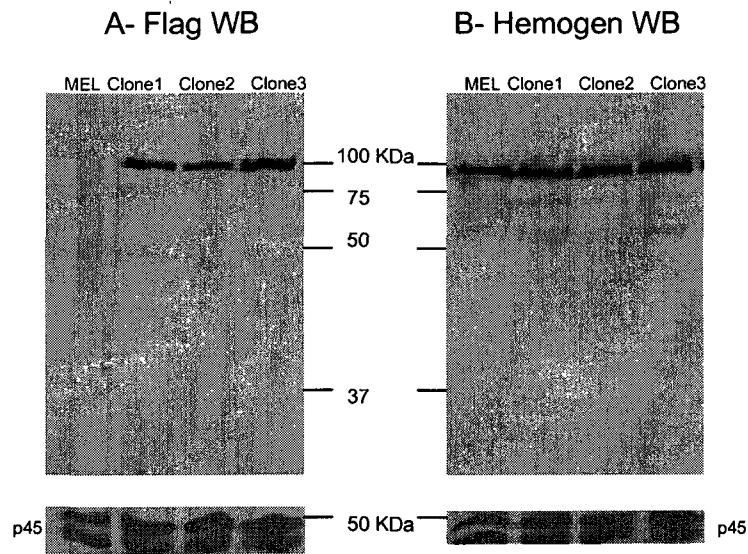 A- Flag WB
B- Hemogen WB
MEL Clone1 Clone2 Clone3
MEL Clone1 Clone2 Clone3
100 KDa
75
50
37
p45
50 KDa
p45